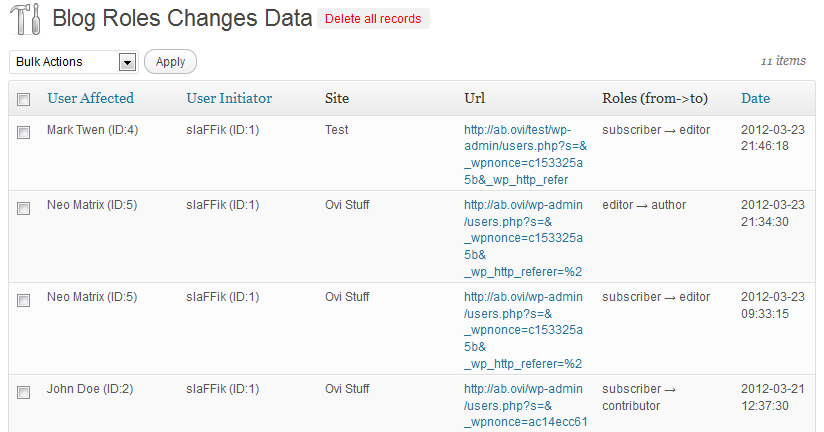 Blog Roles Changes Data Delete all records
Bulk Actions Apply 11 items
User Affected User Initiator Site Url Roles (from->to) Date
Mark Twen (ID:4) slaFFik (ID:1) Test http://ab.ovi/test/wp- subscriber → editor 2012-03-23
admin/users.php?s=& 21:46:18
_wpnonce=c153325a
5b&_wp_http_refer
Neo Matrix (ID:5) slaFFik (ID:1) Ovi Stuff http://ab.ovi/wp-admin editor → author 2012-03-23
/users.php?s=& 21:34:30
_wpnonce=c153325a
5b&
_wp_http_referer=%2
Neo Matrix (ID:5) slaFFik (ID:1) Ovi Stuff http://ab.ovi/wp-admin subscriber → editor 2012-03-23
/users.php?s=& 09:33:15
_wpnonce=c153325a
5b&
_wp_http_referer=%2
John Doe (ID:2) slaFFik (ID:1) Ovi Stuff http://ab.ovi/wp-admin subscriber → 2012-03-21
/users.php?s=& contributor 12:37:30
_wpnonce=ac14ecc61